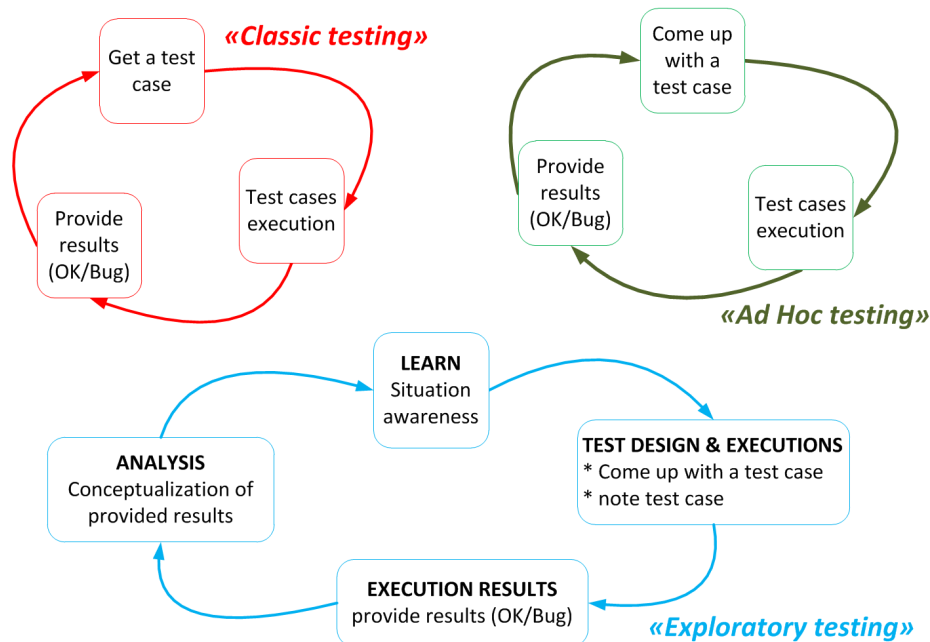 «Classic testing»
Get a test
case
Test cases
execution
Provide
results
(OK/Bug)
Come up
with a
test case
Test cases
execution
Provide
results
(OK/Bug)
«Ad Hoc testing»
LEARN
Situation
awareness
TEST DESIGN & EXECUTIONS
* Come up with a test case
* note test case
EXECUTION RESULTS
provide results (OK/Bug)
ANALYSIS
Conceptualization of
provided results
«Exploratory testing»